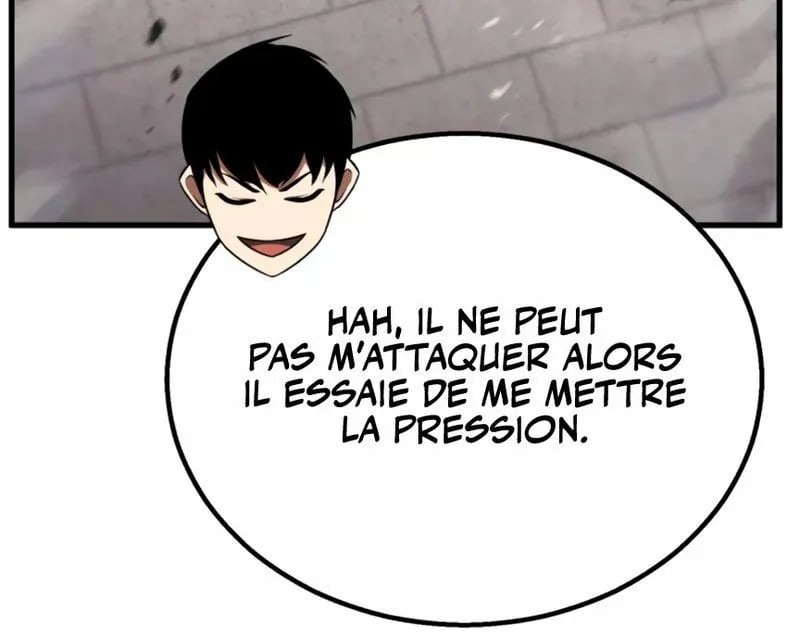 HAH, IL NE PEUT
PAS M'ATTAQUER ALORS
IL ESSAIE DE ME METTRE
LA PRESSION.